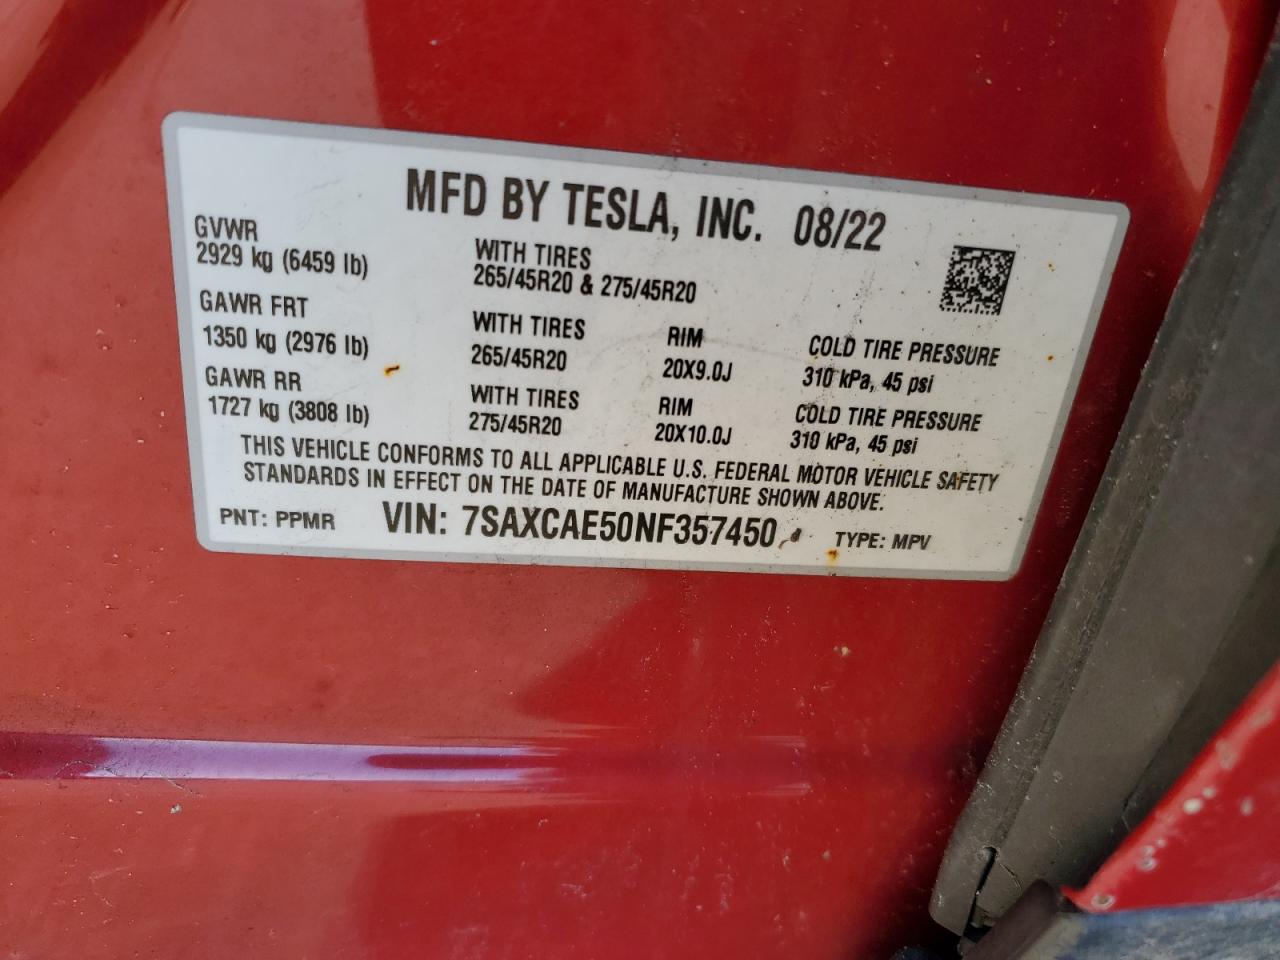 MFD BY TESLA, INC. 08/22
GVWR
2929 kg (6459 lb)
WITH TIRES
265/45R20 & 275/45R20
GAWR FRT
1350 kg (2976 lb)
WITH TIRES
265/45R20
RIM
20X9.0J
COLD TIRE PRESSURE
310 kPa, 45 psi
GAWR RR
1727 kg (3808 lb)
WITH TIRES
275/45R20
RIM
20X10.0J
COLD TIRE PRESSURE
310 kPa, 45 psi
THIS VEHICLE CONFORMS TO ALL APPLICABLE U.S. FEDERAL MOTOR VEHICLE SAFETY
STANDARDS IN EFFECT ON THE DATE OF MANUFACTURE SHOWN ABOVE.
PNT: PPMR VIN: 7SAXCAE50NF357450 TYPE: MPV